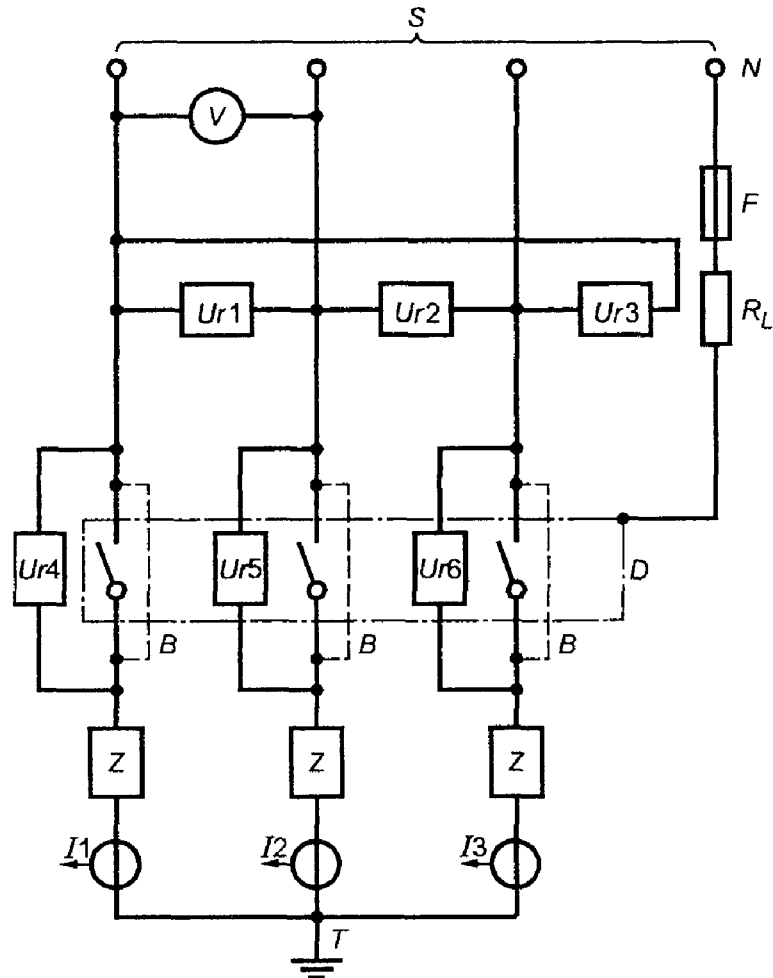 S
N
V
F
Ur1 Ur2 Ur3
R_L
Ur4 Ur5 Ur6
D
B B B
Z Z Z
I1 I2 I3
T